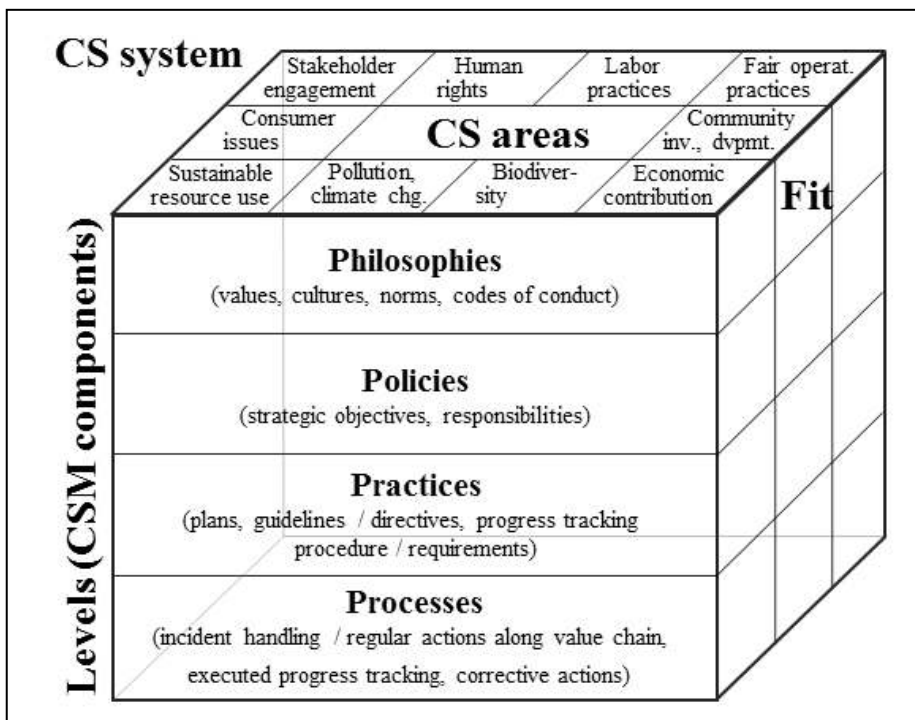 CS system
Stakeholder
engagement
Human
rights
Labor
practices
Fair operat.
practices
Consumer
issues
CS areas
Community
inv., dvpmt.
Sustainable
resource use
Pollution,
climate chg.
Biodiver-
sity
Economic
contribution
Fit
Levels (CSM components)
Philosophies
(values, cultures, norms, codes of conduct)
Policies
(strategic objectives, responsibilities)
Practices
(plans, guidelines / directives, progress tracking
procedure / requirements)
Processes
(incident handling / regular actions along value chain,
executed progress tracking, corrective actions)